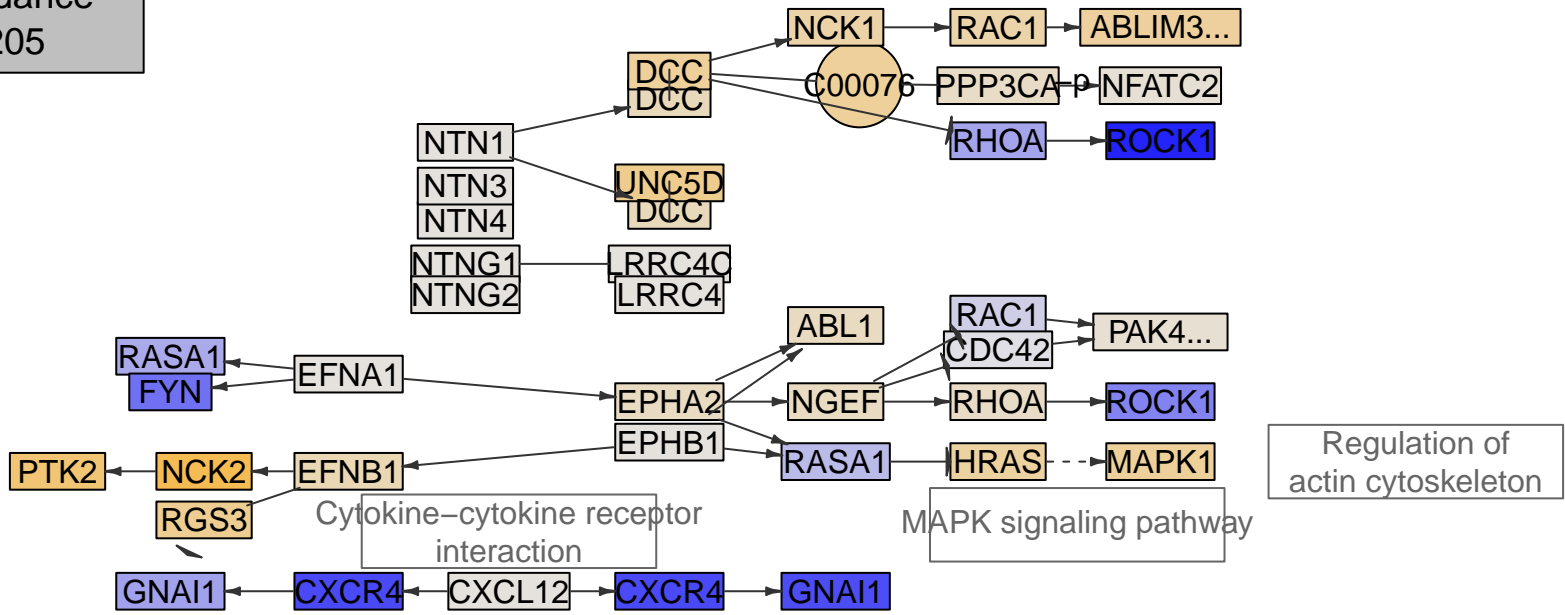 205
NCK1
RAC1
ABLIM3...
DCC
DCC
C00076
PPP3CA
–p
NFATC2
NTN1
RHOA
ROCK1
NTN3
NTN4
UNC5D
DCC
NTNG1
NTNG2
LRRC4C
LRRC4
RASA1
FYN
EFNA1
ABL1
RAC1
CDC42
PAK4...
EPHA2
NGEF
RHOA
ROCK1
EPHB1
PTK2
NCK2
EFNB1
RASA1
HRAS
MAPK1
Regulation of
actin cytoskeleton
RGS3
Cytokine–cytokine receptor
interaction
MAPK signaling pathway
GNAI1
CXCR4
CXCL12
CXCR4
GNAI1